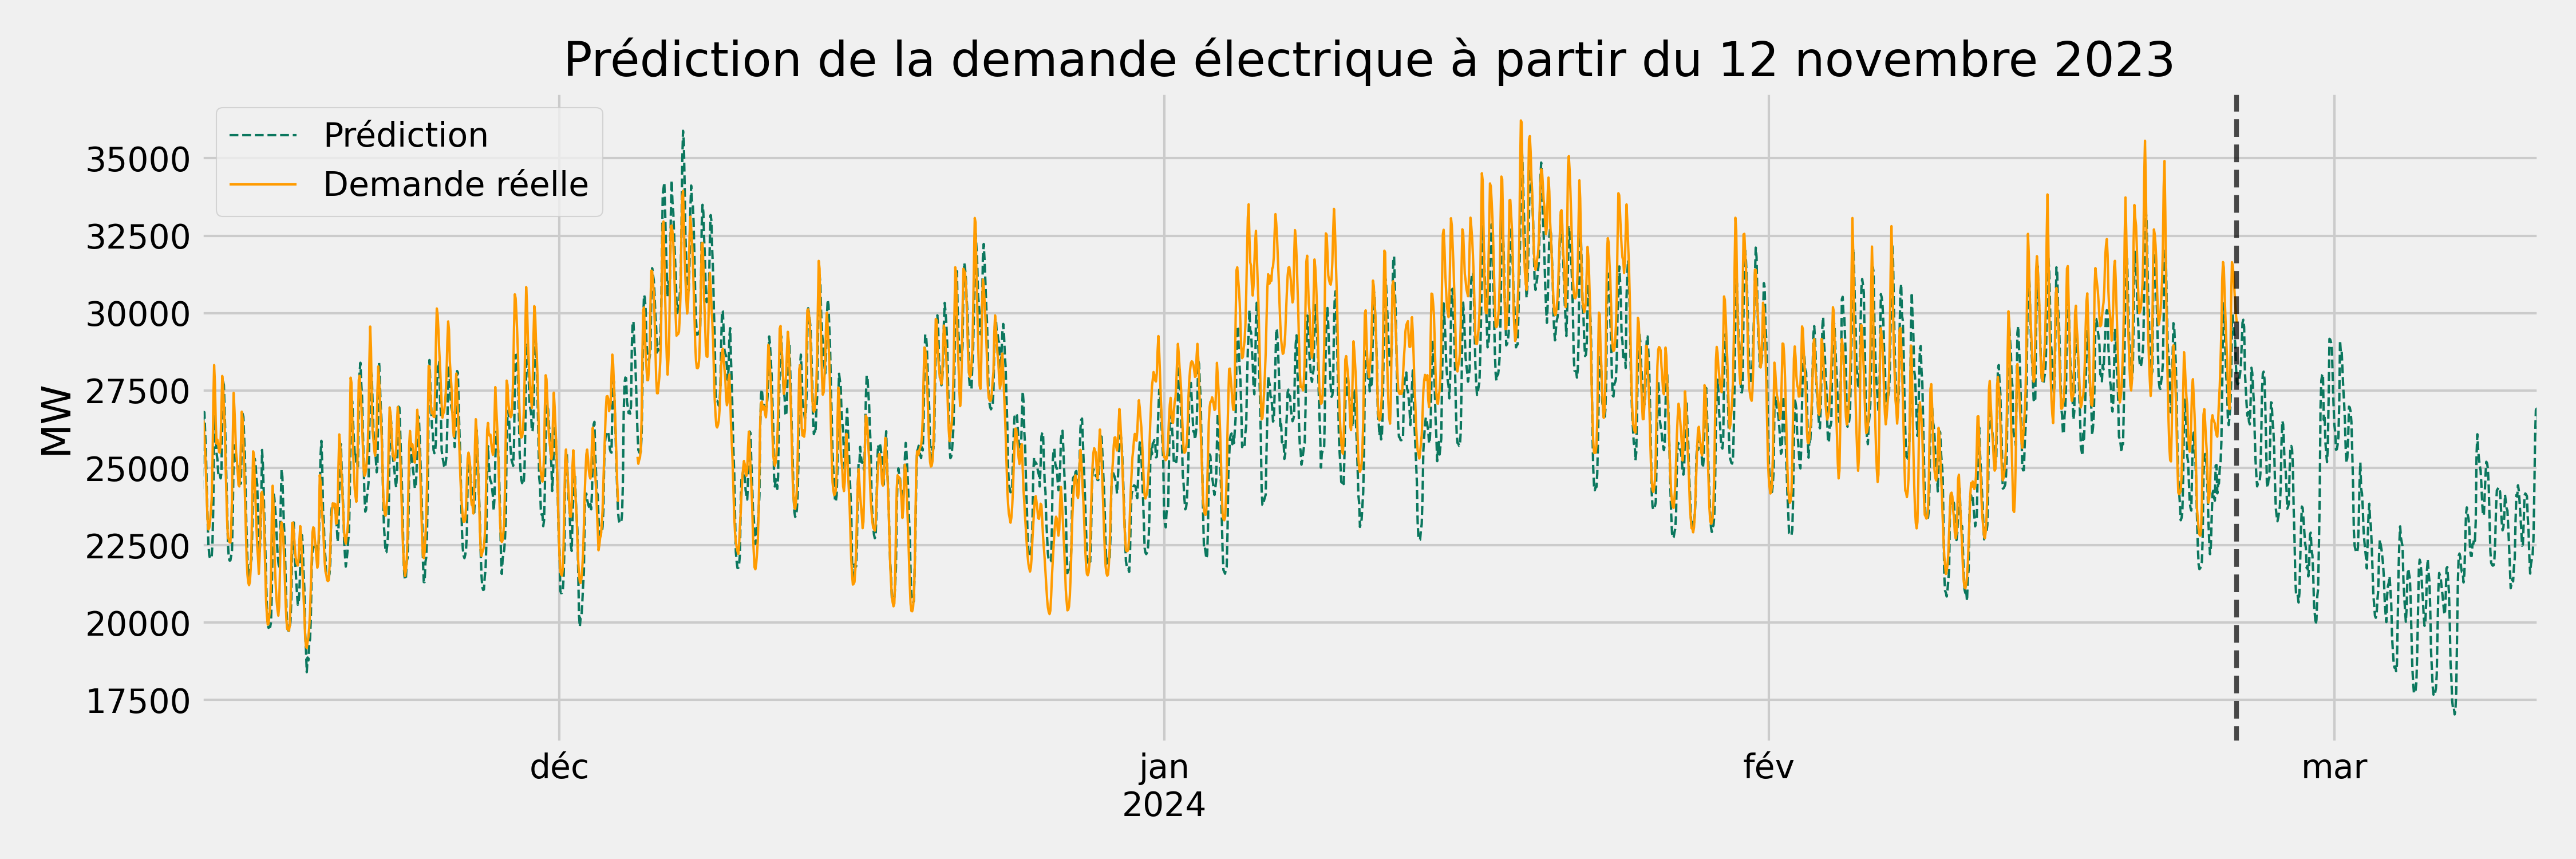 Prédiction de la demande électrique à partir du 12 novembre 2023
Prédiction
Demande réelle
MW
35000
32500
30000
27500
25000
22500
20000
17500
déc
jan
2024
fév
mar